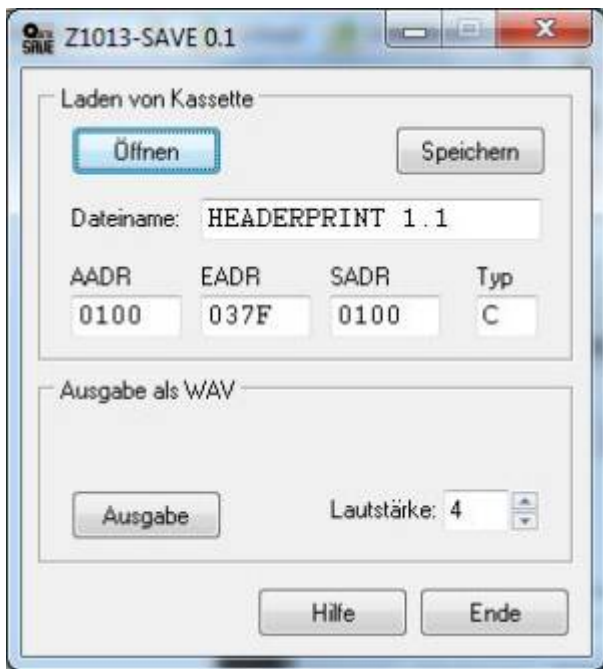 Z1013-SAVE 0.1
Laden von Kassette
Öffnen Speichern
Dateiname: HEADERPRINT 1.1
AADR EADR SADR Typ
0100 037F 0100 C
Ausgabe als WAV
Ausgabe Lautstärke: 4
Hilfe Ende